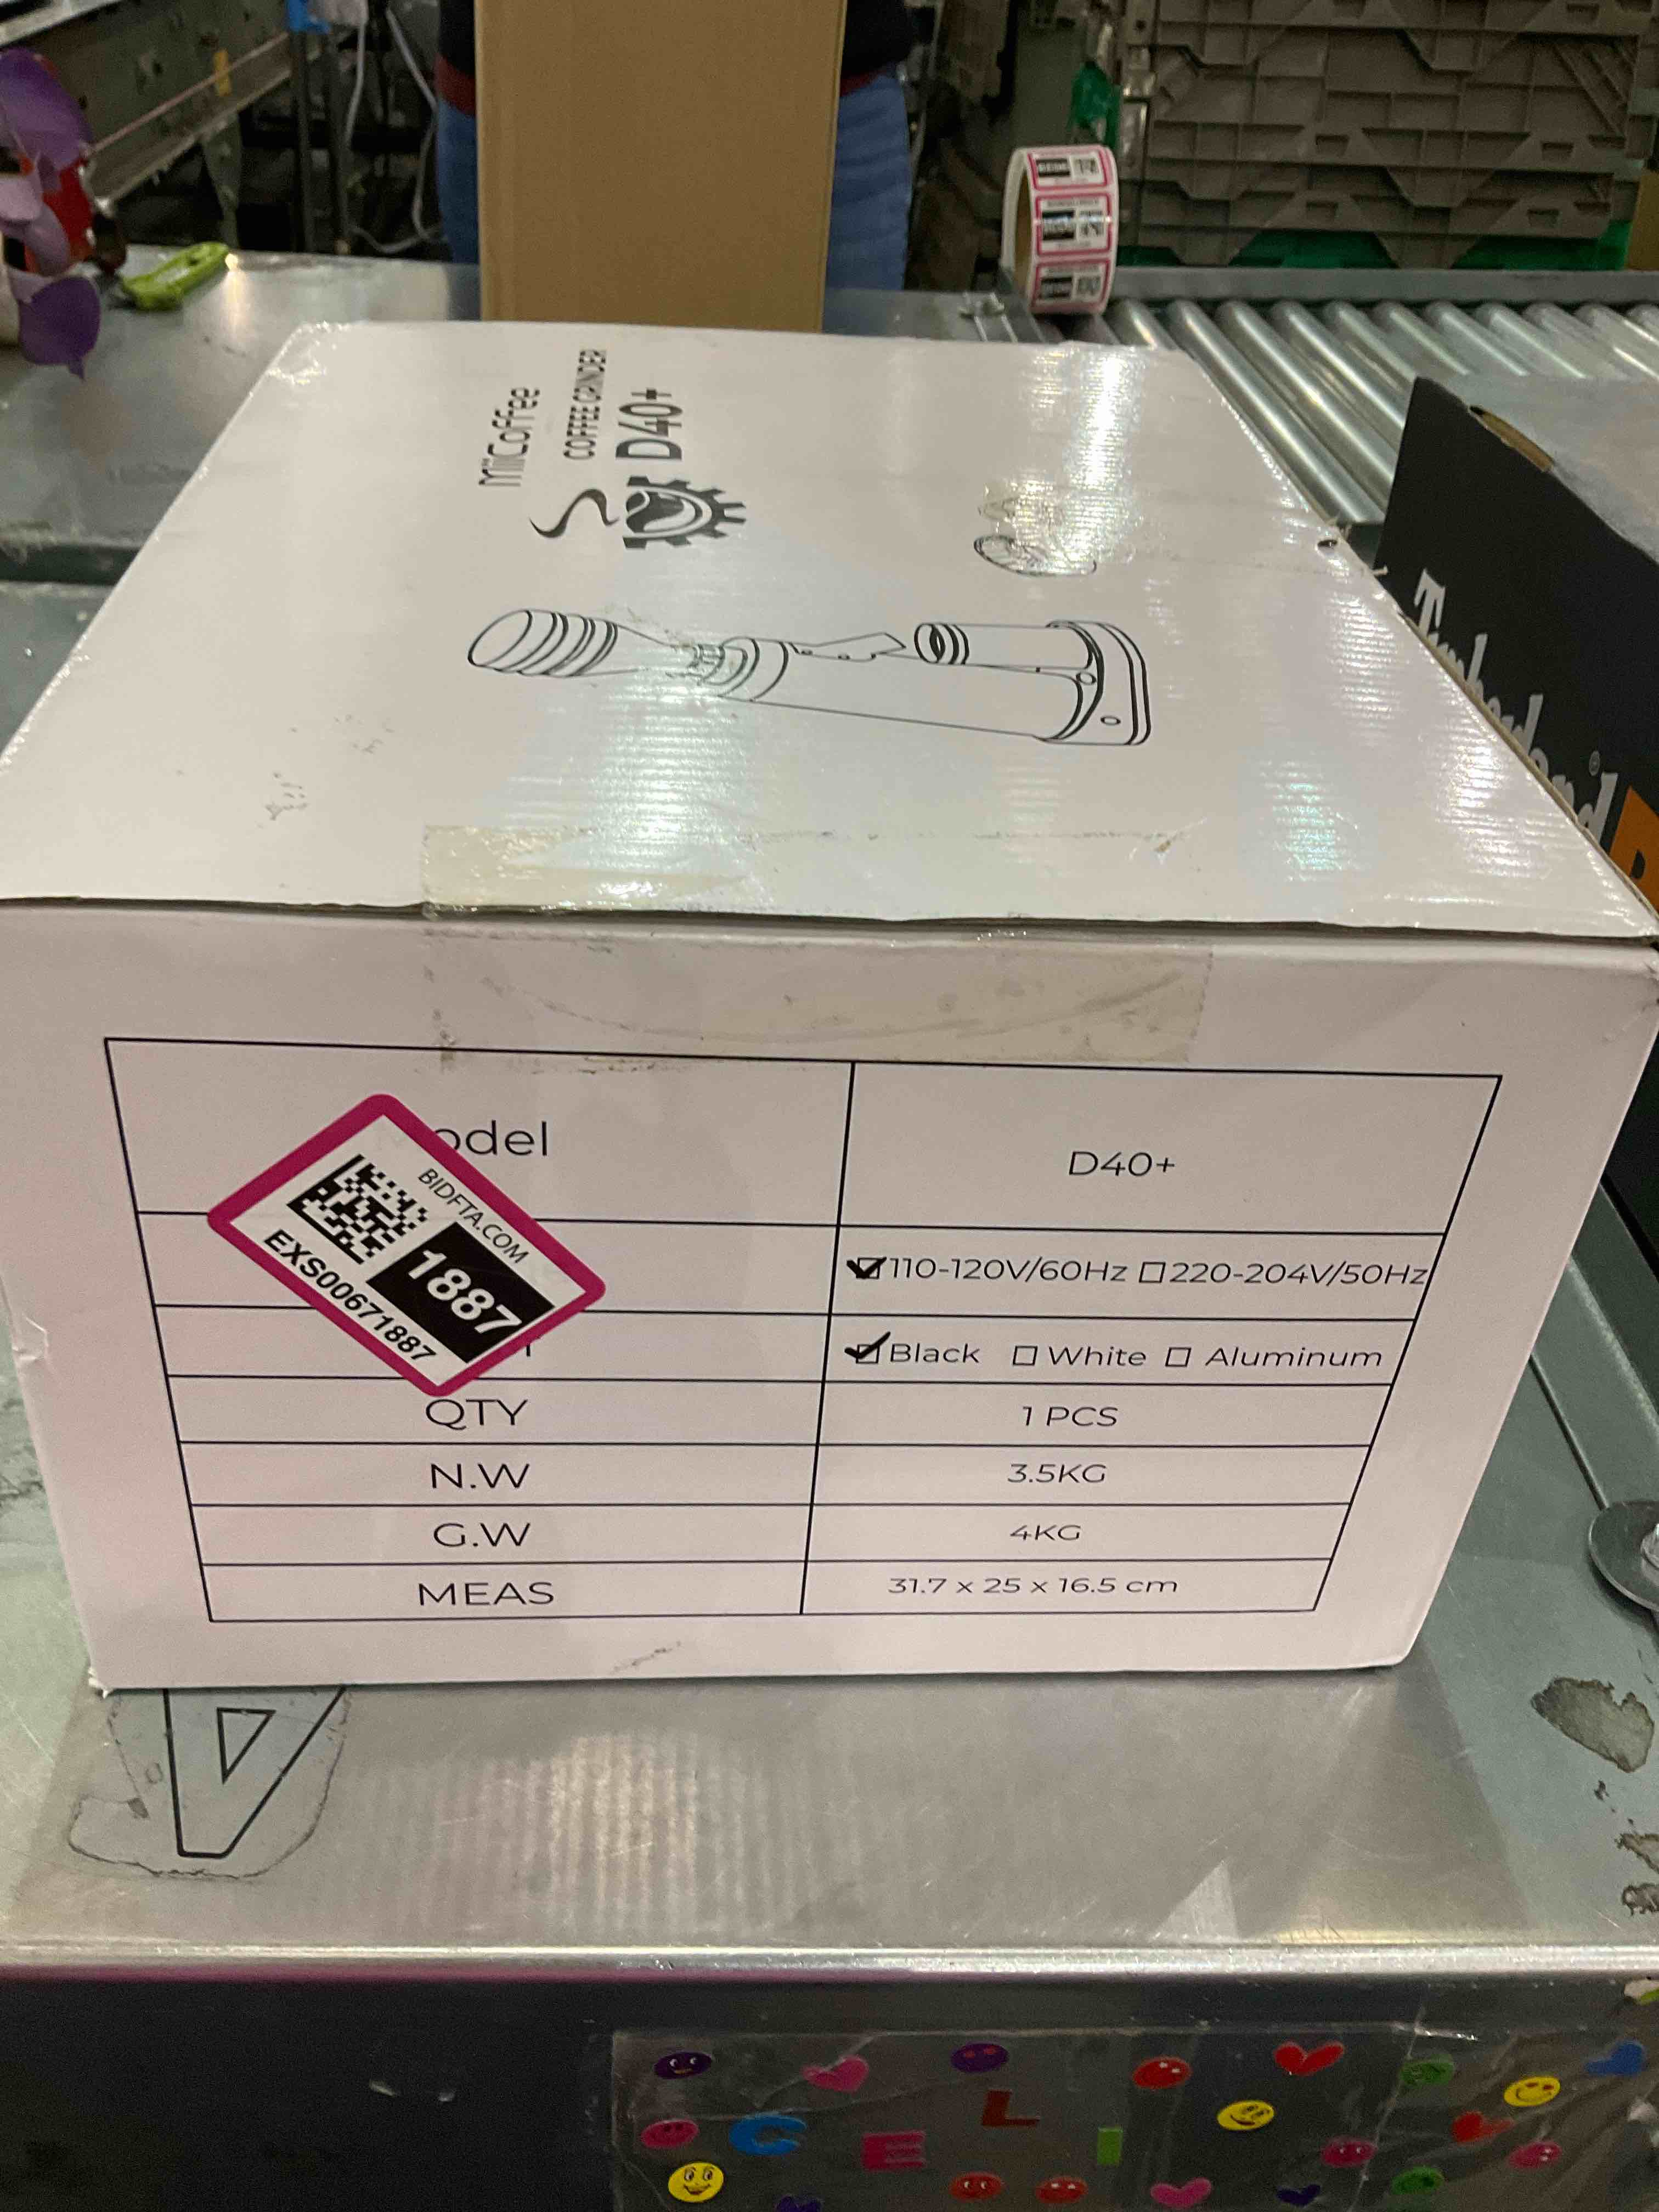 MiiCoffee
COFFEE GRINDER
D40+
Timberland
odel
D40+
BIDFTA.COM
1887
EXS00671887
110-120V/60Hz 220-204V/50Hz
Black White Aluminum
QTY
1 PCS
N.W
3.5KG
G.W
4KG
MEAS
31.7 x 25 x 16.5 cm
C E L I